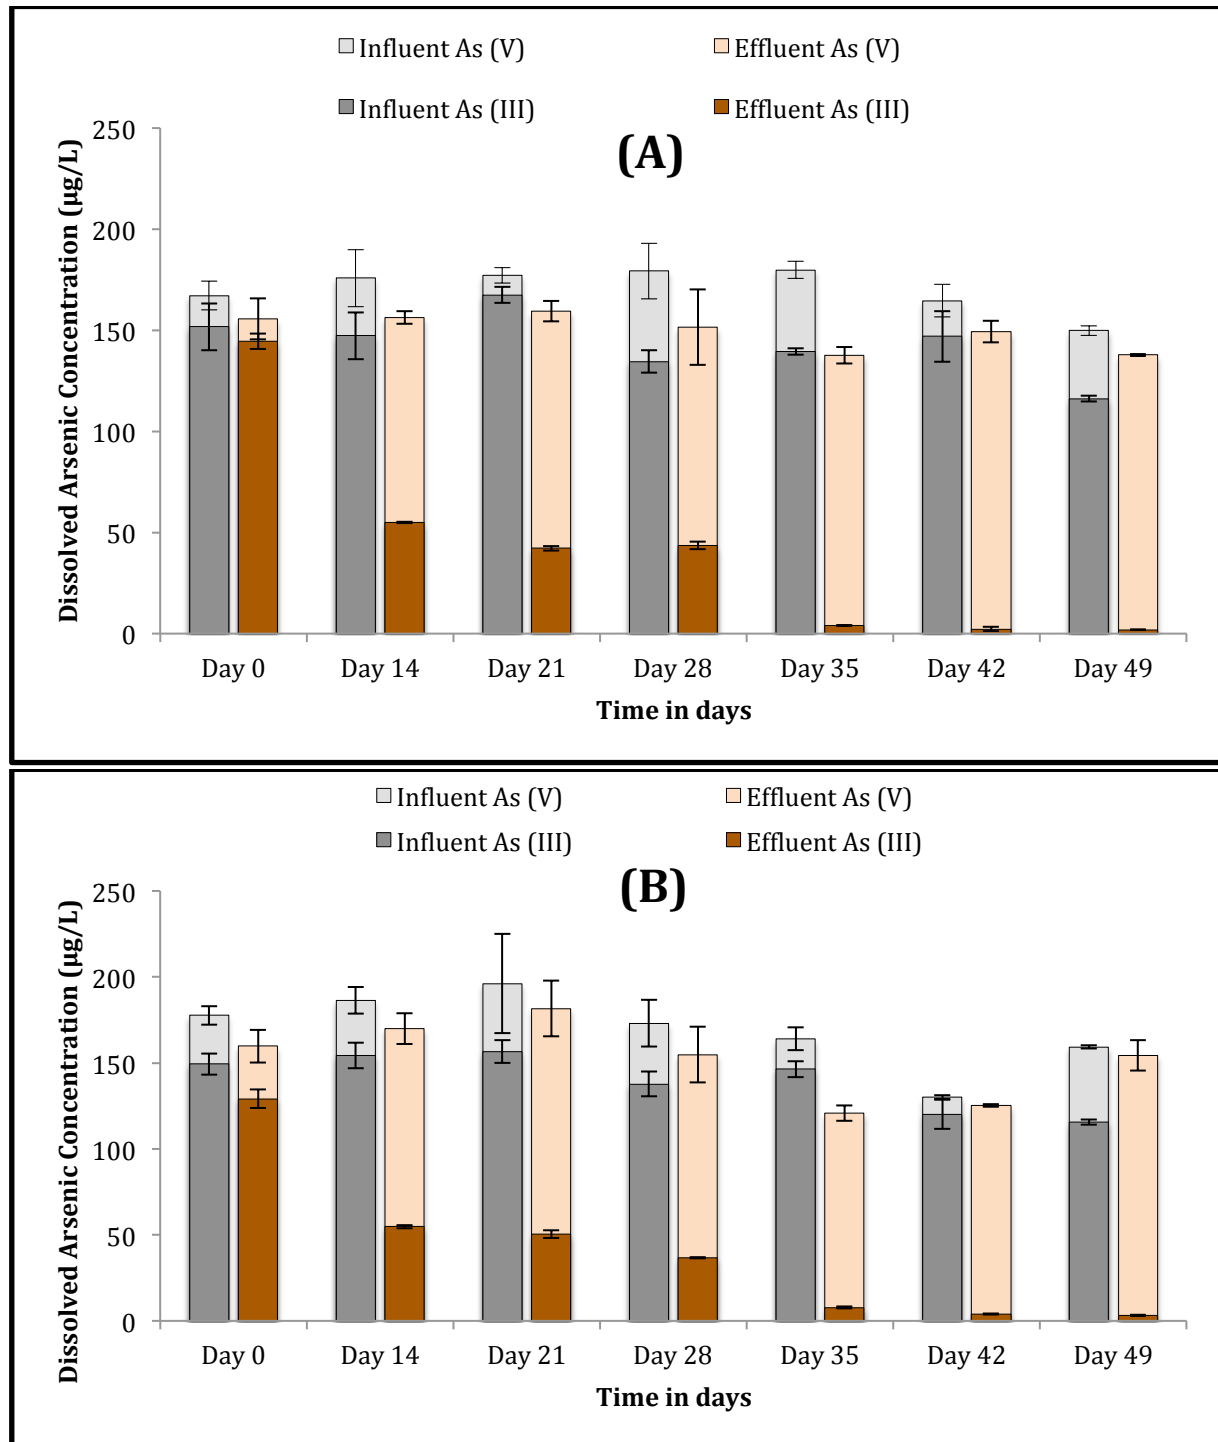 Influent As (V)
Effluent As (V)
Influent As (III)
Effluent As (III)
(A)
Dissolved Arsenic Concentration (µg/L)
250
200
150
100
50
0
Day 0
Day 14
Day 21
Day 28
Day 35
Day 42
Day 49
Time in days
Influent As (V)
Effluent As (V)
Influent As (III)
Effluent As (III)
(B)
Dissolved Arsenic Concentration (µg/L)
250
200
150
100
50
0
Day 0
Day 14
Day 21
Day 28
Day 35
Day 42
Day 49
Time in days